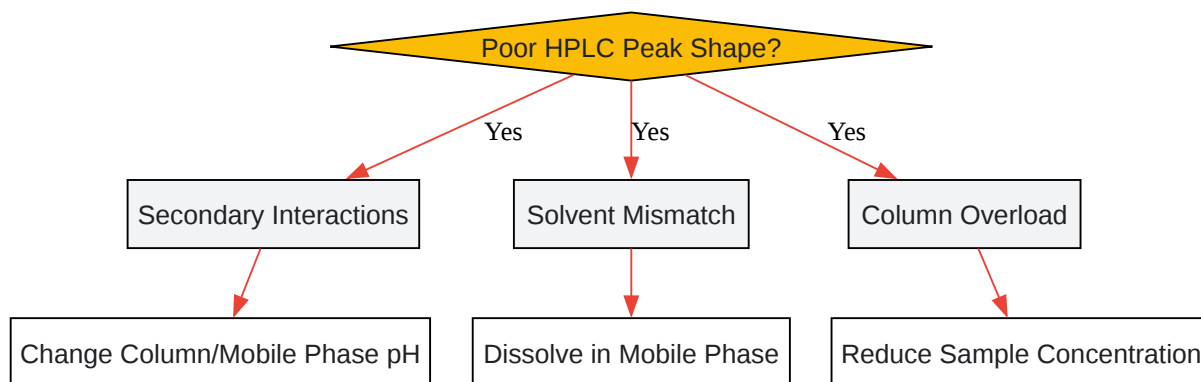 Poor HPLC Peak Shape?
Yes
Yes
Yes
Secondary Interactions
Solvent Mismatch
Column Overload
Change Column/Mobile Phase pH
Dissolve in Mobile Phase
Reduce Sample Concentration